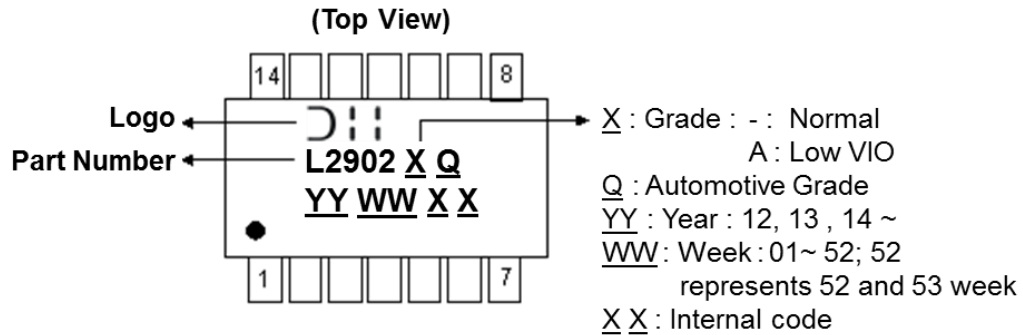 (Top View)
14 8
Logo
Part Number
L2902 X Q
YY WW X X
1 7
X : Grade : - : Normal
A : Low VIO
Q : Automotive Grade
YY : Year : 12, 13 , 14 ~
WW : Week : 01~ 52; 52
represents 52 and 53 week
X X : Internal code